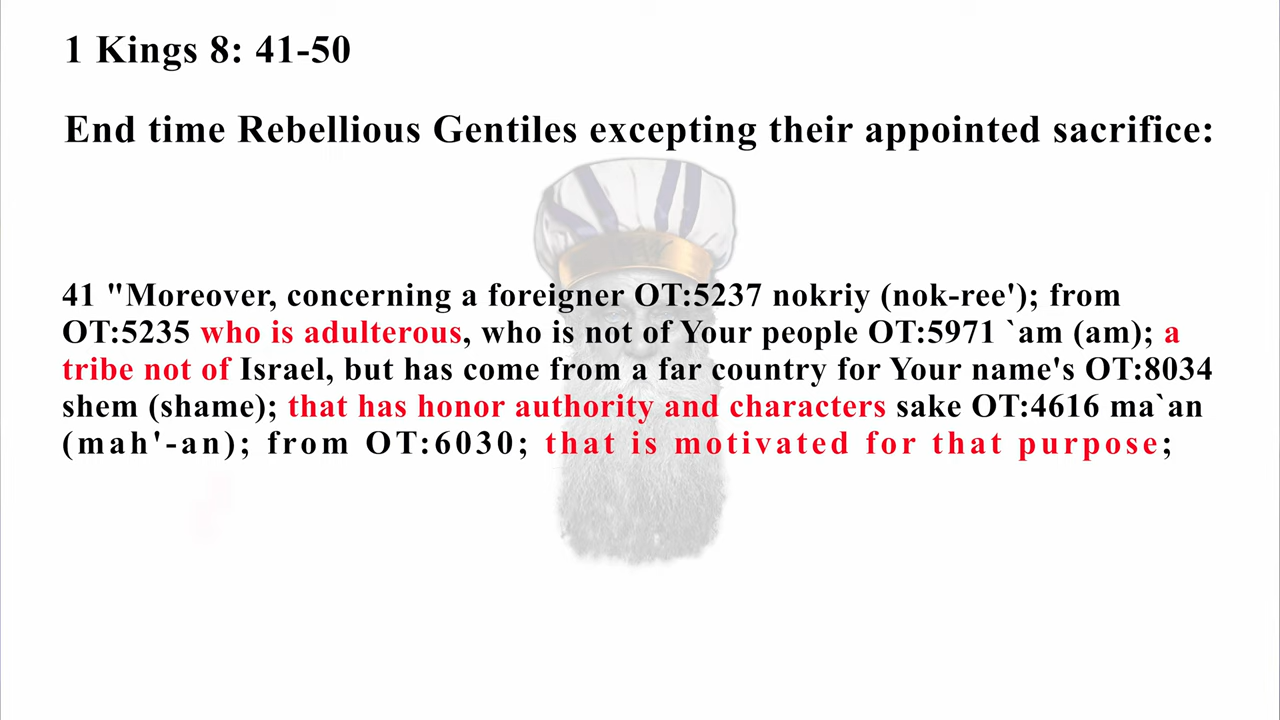 1 Kings 8: 41-50
End time Rebellious Gentiles excepting their appointed sacrifice:
41 "Moreover, concerning a foreigner OT:5237 nokriy (nok-ree'); from
OT:5235 who is adulterous, who is not of Your people OT:5971 `am (am); a
tribe not of Israel, but has come from a far country for Your name's OT:8034
shem (shame); that has honor authority and characters sake OT:4616 ma`an
(mah'-an); from OT:6030; that is motivated for that purpose;